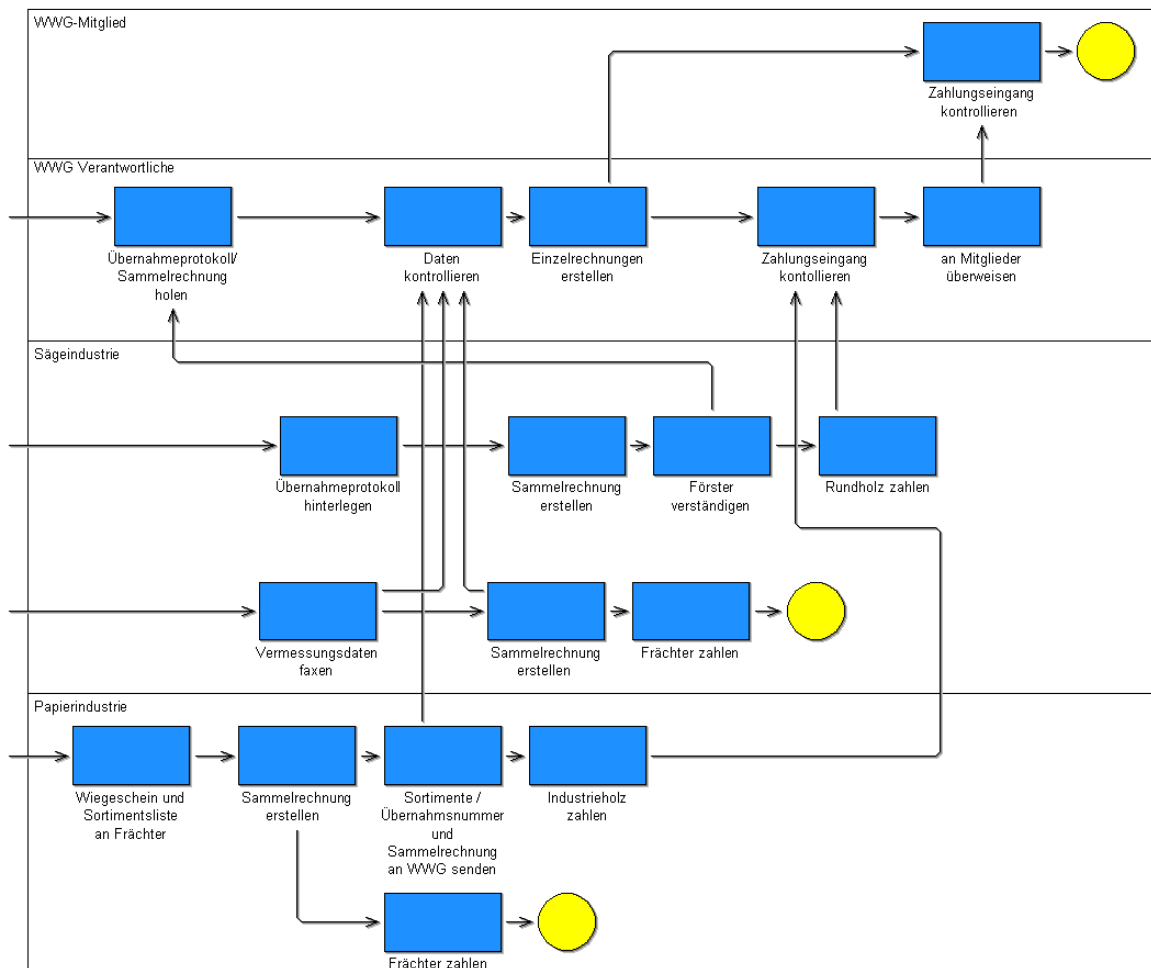 WWG-Mitglied
Zahlungseingang
kontrollieren
WWG Verantwortliche
Übernahmeprotokoll/
Sammelrechnung
holen
Daten
kontrollieren
Einzelrechnungen
erstellen
Zahlungseingang
kontollieren
an Mitglieder
überweisen
Sägeindustrie
Übernahmeprotokoll
hinterlegen
Sammelrechnung
erstellen
Förster
verständigen
Rundholz zahlen
Vermessungsdaten
faxen
Sammelrechnung
erstellen
Frächter zahlen
Papierindustrie
Wiegeschein und
Sortimentsliste
an Frächter
Sammelrechnung
erstellen
Sortimente /
Übernahmsnummer
und
Sammelrechnung
an WWG senden
Industrieholz
zahlen
Frächter zahlen